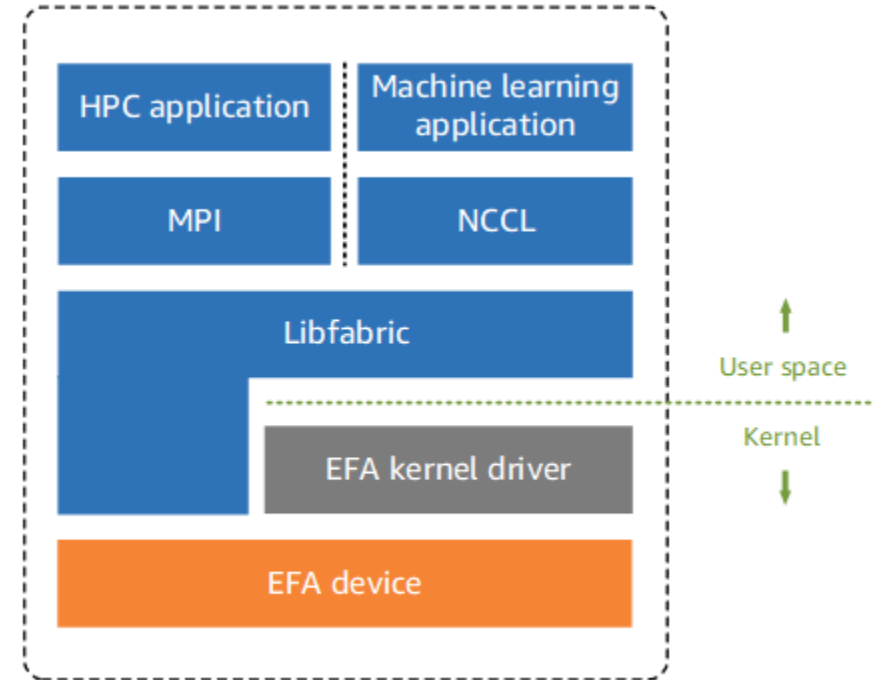 HPC application
Machine learning
application
MPI
NCCL
Libfabric
User space
Kernel
EFA kernel driver
EFA device